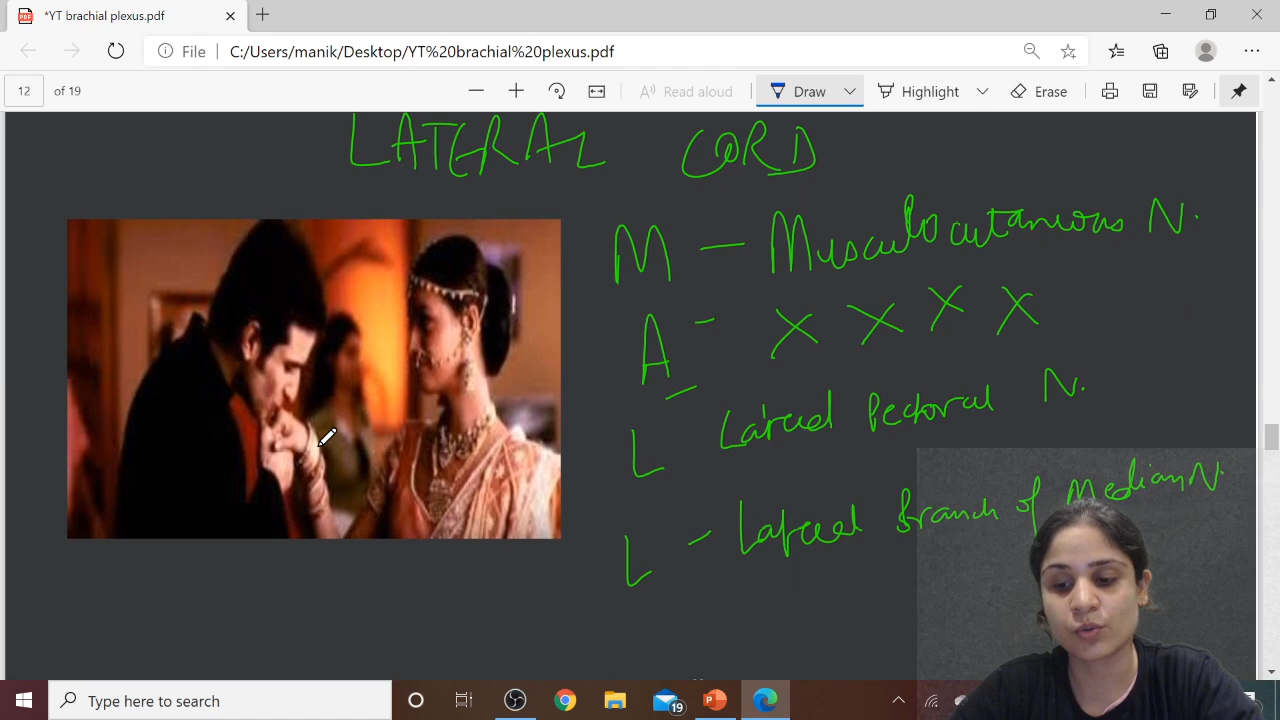 *YT brachial plexus.pdf
File C:/Users/manik/Desktop/YT%20brachial%20plexus.pdf
12 of 19 Read aloud Draw Highlight Erase
LATERAL CORD
M - Musculocutaneous N.
A - X X X X
L Lateral Pectoral N.
L - Lateral Branch of Median N.
Type here to search
19